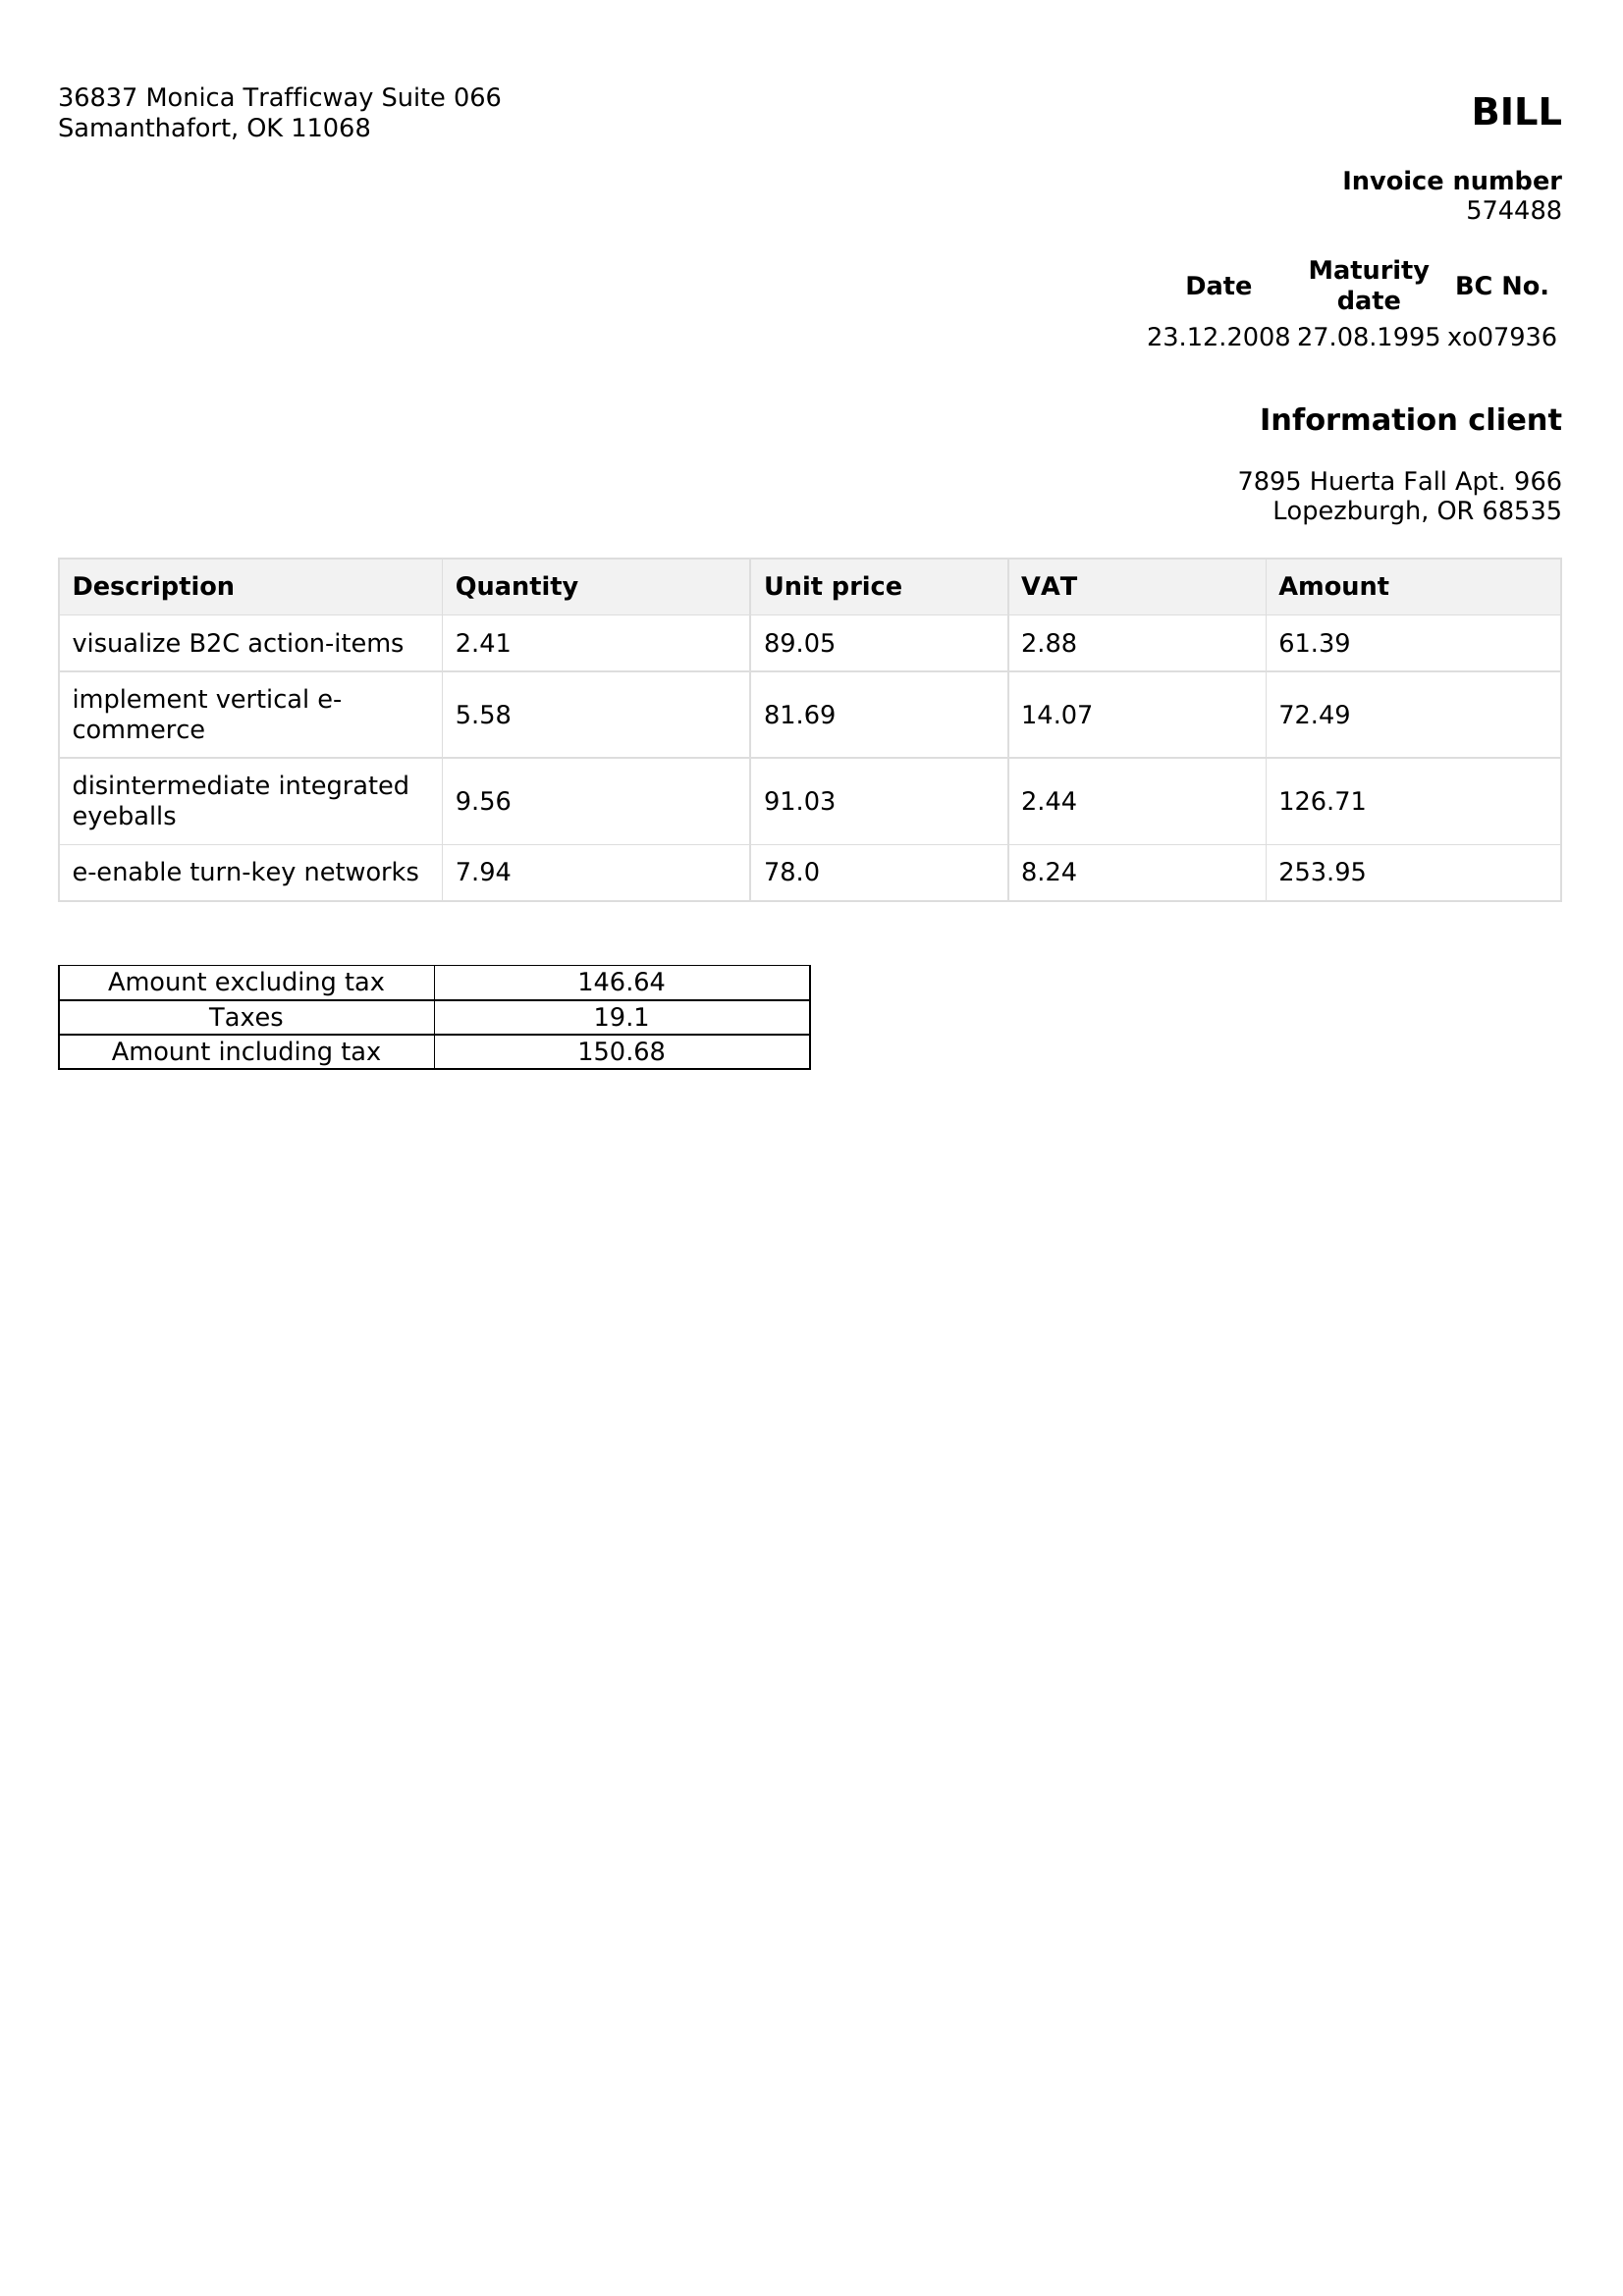 36837 Monica Trafficway Suite 066
Samanthafort, OK 11068
BILL
Invoice number
574488
Date Maturity date BC No.
23.12.2008 27.08.1995 xo07936
Information client
7895 Huerta Fall Apt. 966
Lopezburgh, OR 68535
Description Quantity Unit price VAT Amount
visualize B2C action-items 2.41 89.05 2.88 61.39
implement vertical e-
commerce 5.58 81.69 14.07 72.49
disintermediate integrated
eyeballs 9.56 91.03 2.44 126.71
e-enable turn-key networks 7.94 78.0 8.24 253.95
Amount excluding tax 146.64
Taxes 19.1
Amount including tax 150.68